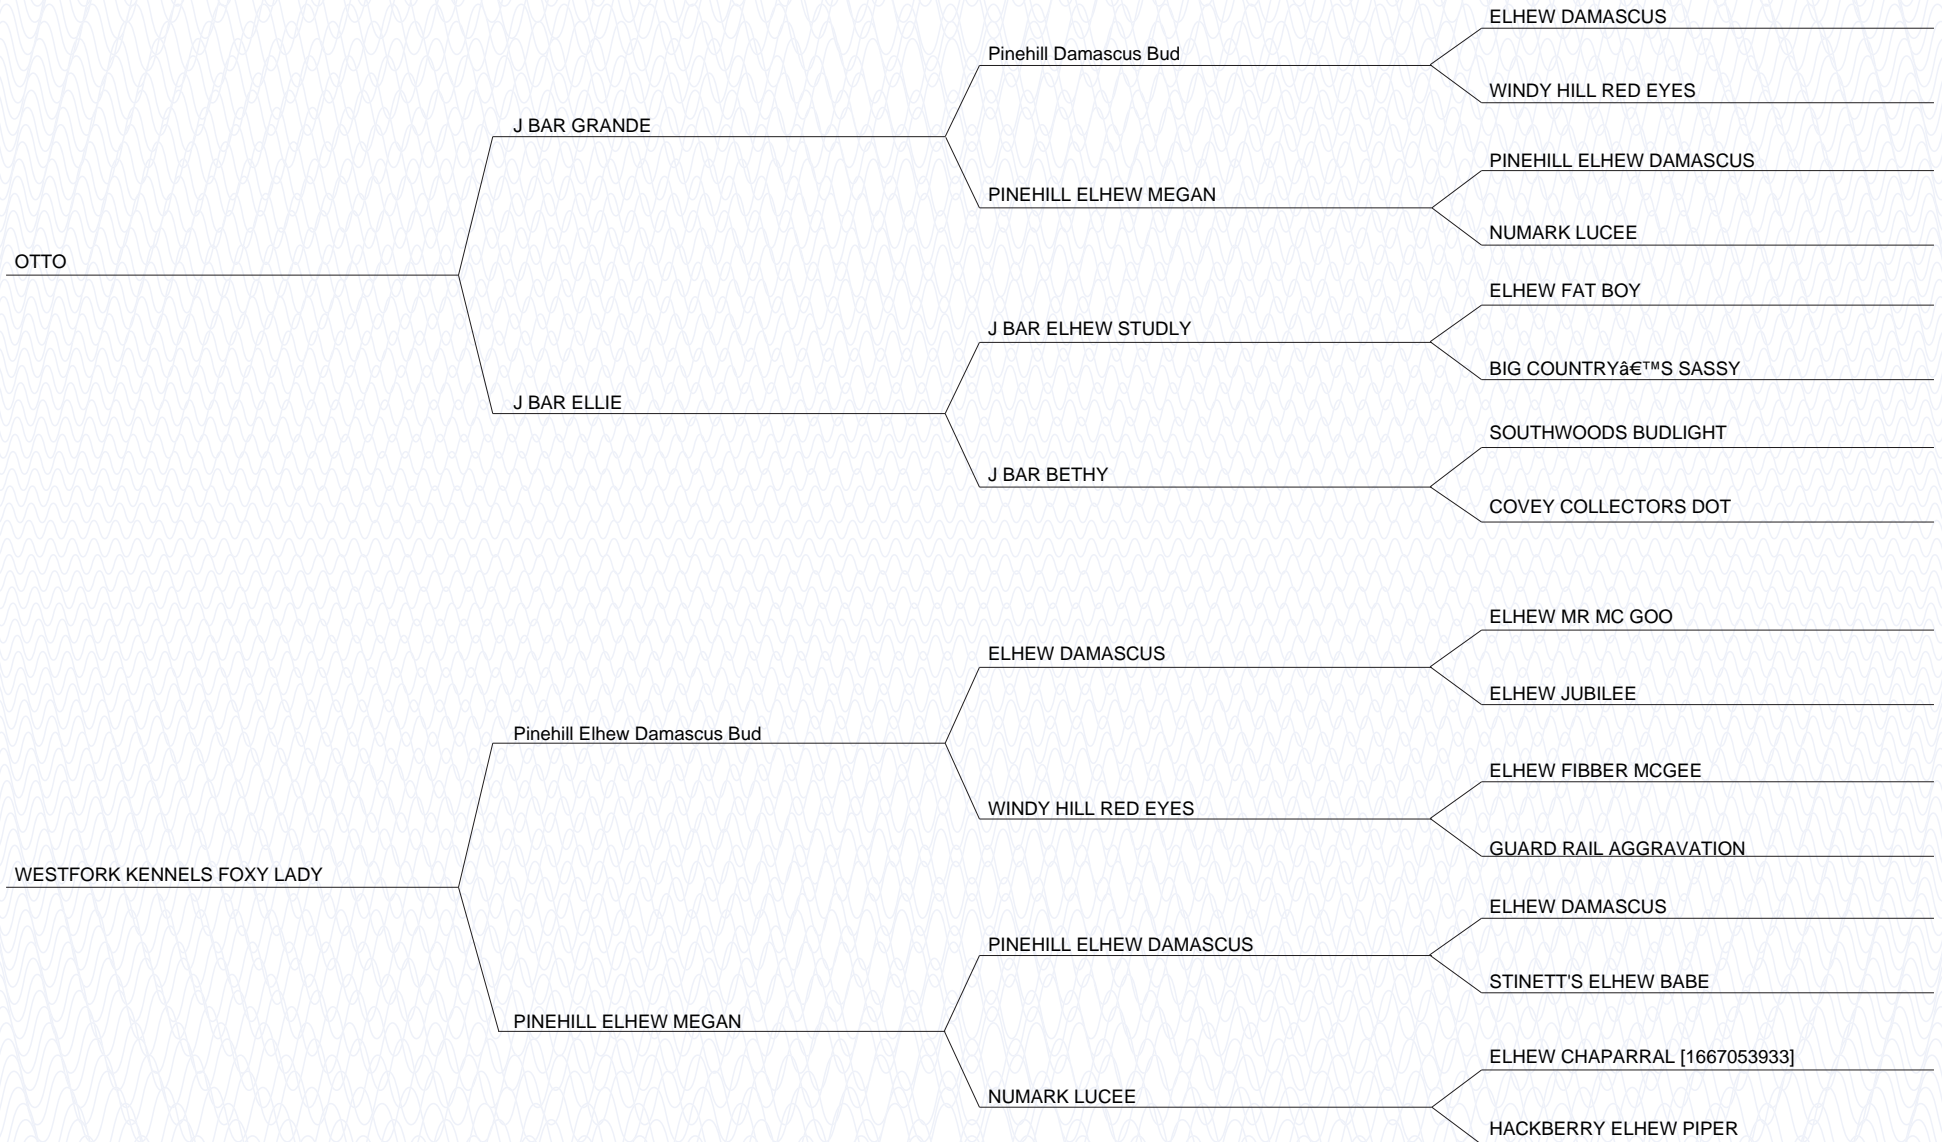 ELHEW DAMASCUS
Pinehill Damascus Bud
WINDY HILL RED EYES
J BAR GRANDE
PINEHILL ELHEW DAMASCUS
PINEHILL ELHEW MEGAN
NUMARK LUCEE
OTTO
ELHEW FAT BOY
J BAR ELHEW STUDLY
BIG COUNTRYâ€™S SASSY
J BAR ELLIE
SOUTHWOODS BUDLIGHT
J BAR BETHY
COVEY COLLECTORS DOT
ELHEW MR MC GOO
ELHEW DAMASCUS
ELHEW JUBILEE
Pinehill Elhew Damascus Bud
ELHEW FIBBER MCGEE
WINDY HILL RED EYES
GUARD RAIL AGGRAVATION
WESTFORK KENNELS FOXY LADY
ELHEW DAMASCUS
PINEHILL ELHEW DAMASCUS
STINETT'S ELHEW BABE
PINEHILL ELHEW MEGAN
ELHEW CHAPARRAL [1667053933]
NUMARK LUCEE
HACKBERRY ELHEW PIPER